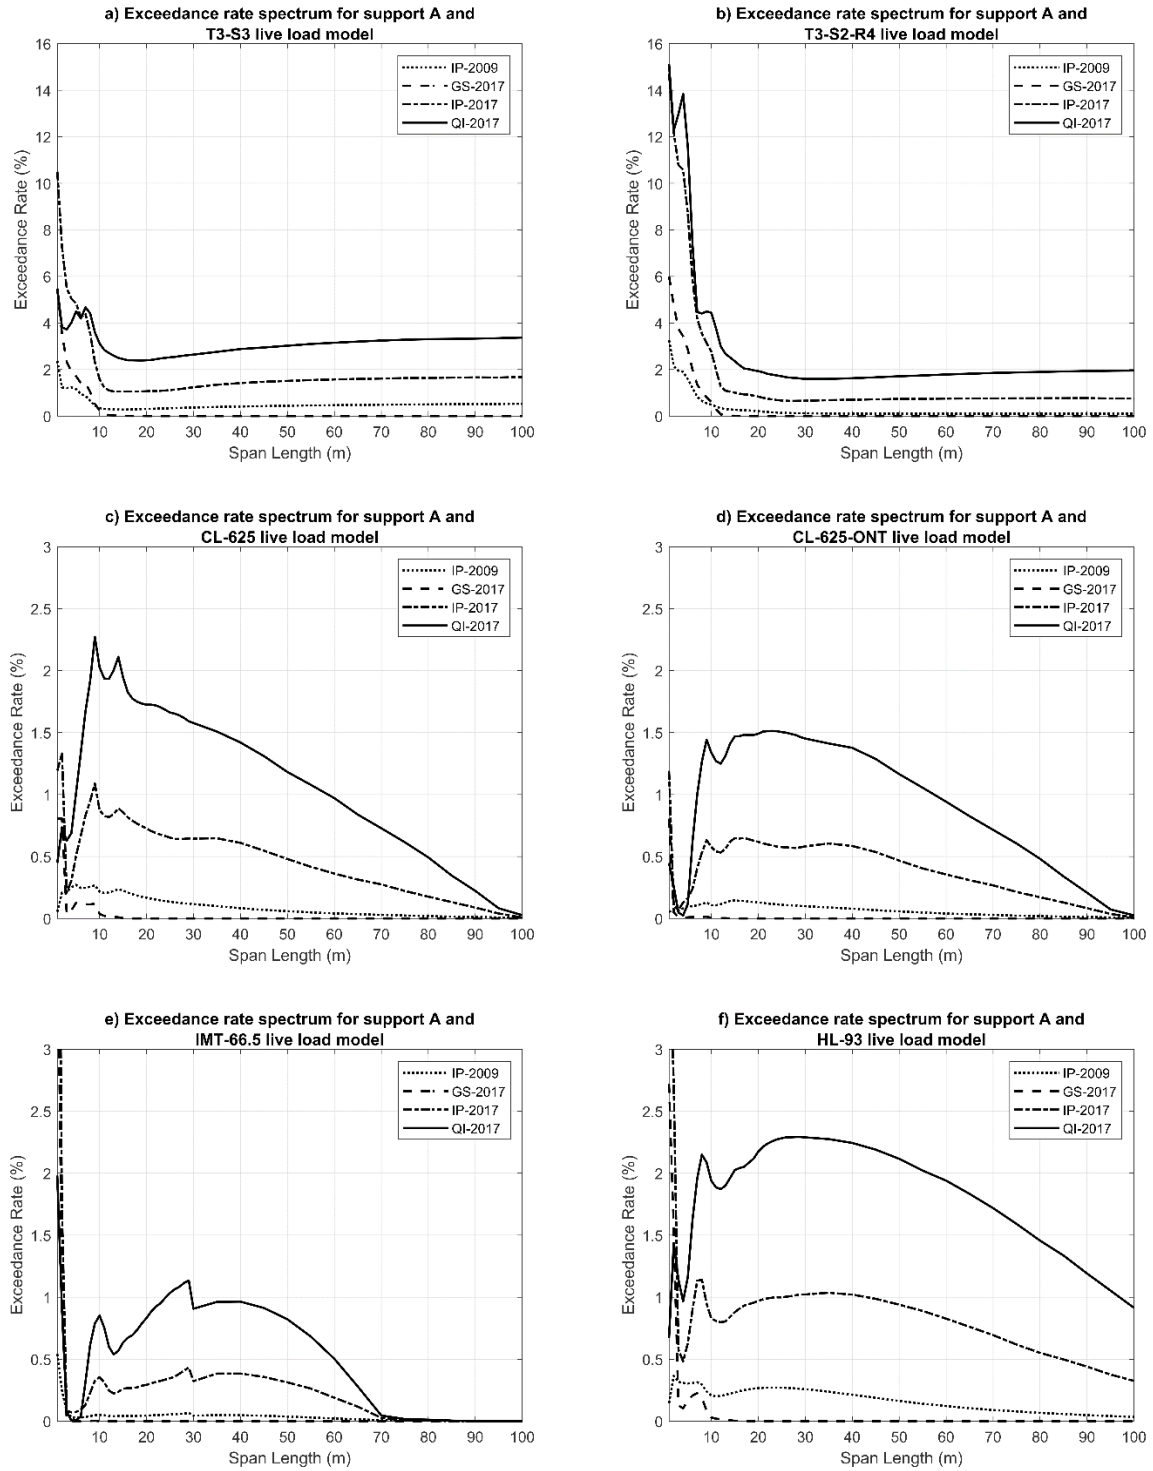 a) Exceedance rate spectrum for support A and
T3-S3 live load model
16
14
12
10
8
6
4
2
0
Exceedance Rate (%)
IP-2009
GS-2017
IP-2017
QI-2017
10 20 30 40 50 60 70 80 90 100
Span Length (m)
b) Exceedance rate spectrum for support A and
T3-S2-R4 live load model
16
14
12
10
8
6
4
2
0
Exceedance Rate (%)
IP-2009
GS-2017
IP-2017
QI-2017
10 20 30 40 50 60 70 80 90 100
Span Length (m)
c) Exceedance rate spectrum for support A and
CL-625 live load model
3
2.5
2
1.5
1
0.5
0
Exceedance Rate (%)
IP-2009
GS-2017
IP-2017
QI-2017
10 20 30 40 50 60 70 80 90 100
Span Length (m)
d) Exceedance rate spectrum for support A and
CL-625-ONT live load model
3
2.5
2
1.5
1
0.5
0
Exceedance Rate (%)
IP-2009
GS-2017
IP-2017
QI-2017
10 20 30 40 50 60 70 80 90 100
Span Length (m)
e) Exceedance rate spectrum for support A and
IMT-66.5 live load model
3
2.5
2
1.5
1
0.5
0
Exceedance Rate (%)
IP-2009
GS-2017
IP-2017
QI-2017
10 20 30 40 50 60 70 80 90 100
Span Length (m)
f) Exceedance rate spectrum for support A and
HL-93 live load model
3
2.5
2
1.5
1
0.5
0
Exceedance Rate (%)
IP-2009
GS-2017
IP-2017
QI-2017
10 20 30 40 50 60 70 80 90 100
Span Length (m)